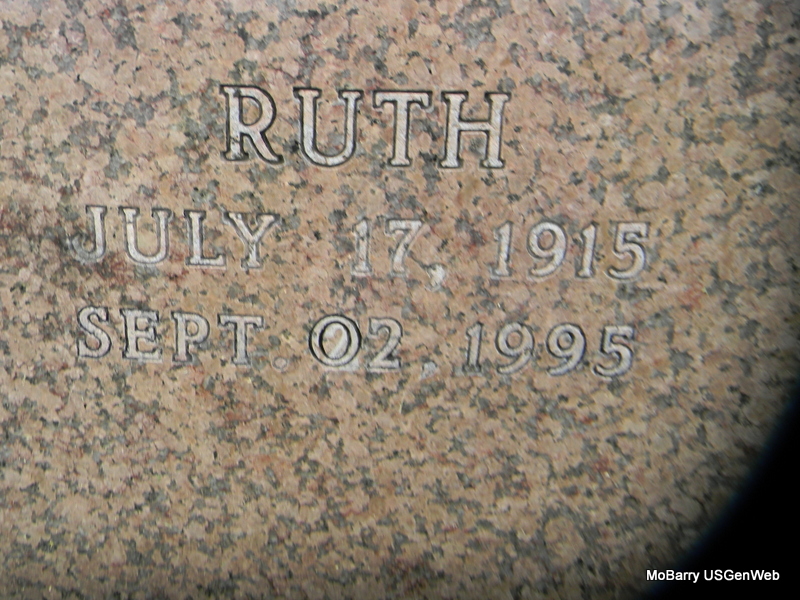 RUTH
JULY 17, 1915
SEPT. 02, 1995
MoBarry USGenWeb